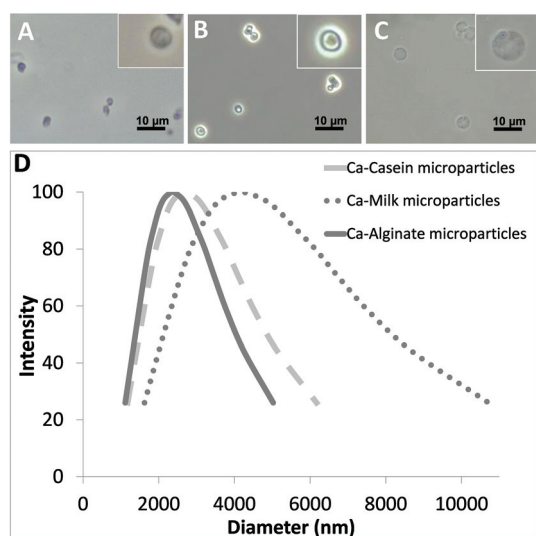 A
B
C
10 µm
10 µm
10 µm
D
Ca-Casein microparticles
Ca-Milk microparticles
Ca-Alginate microparticles
100
80
60
40
20
0
Intensity
0 2000 4000 6000 8000 10000
Diameter (nm)